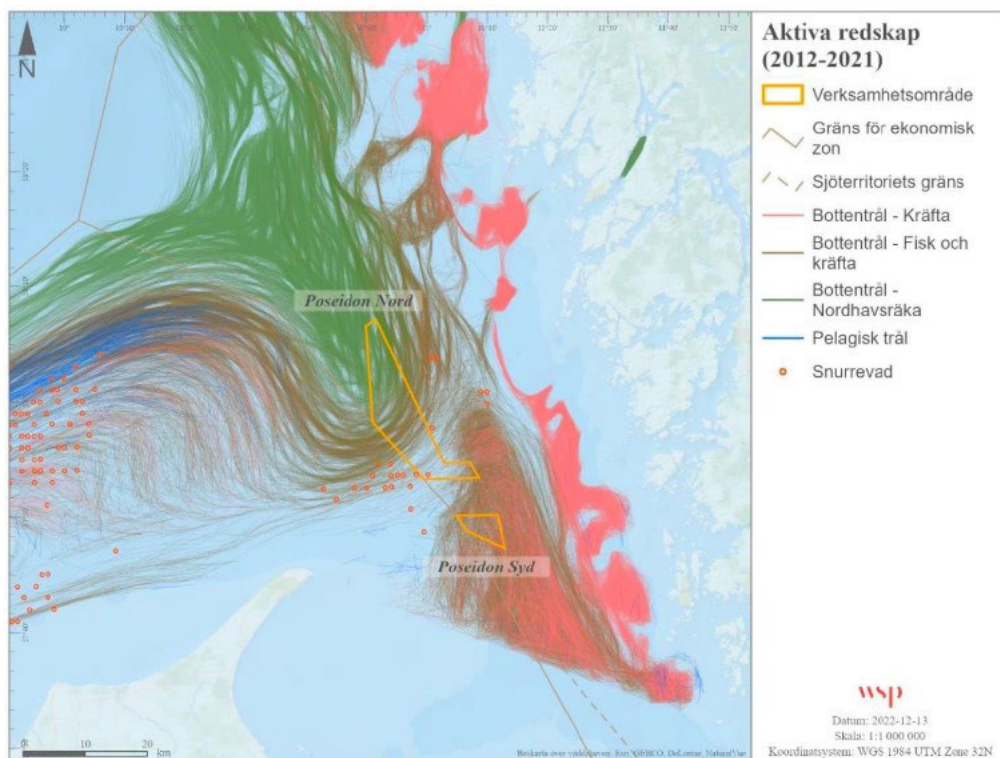 Aktiva redskap
(2012-2021)
Verksamhetsområde
Gräns för ekonomisk
zon
Sjöterritoriets gräns
Bottentrål - Kräfta
Bottentrål - Fisk och
kräfta
Bottentrål -
Nordhavsräka
Pelagisk trål
Snurrevad
N
Poseidon Nord
Poseidon Syd
0 10 20
km
wsp
Datum: 2022-12-13
Skala: 1:1 000 000
Koordinatsystem: WGS 1984 UTM Zone 32N